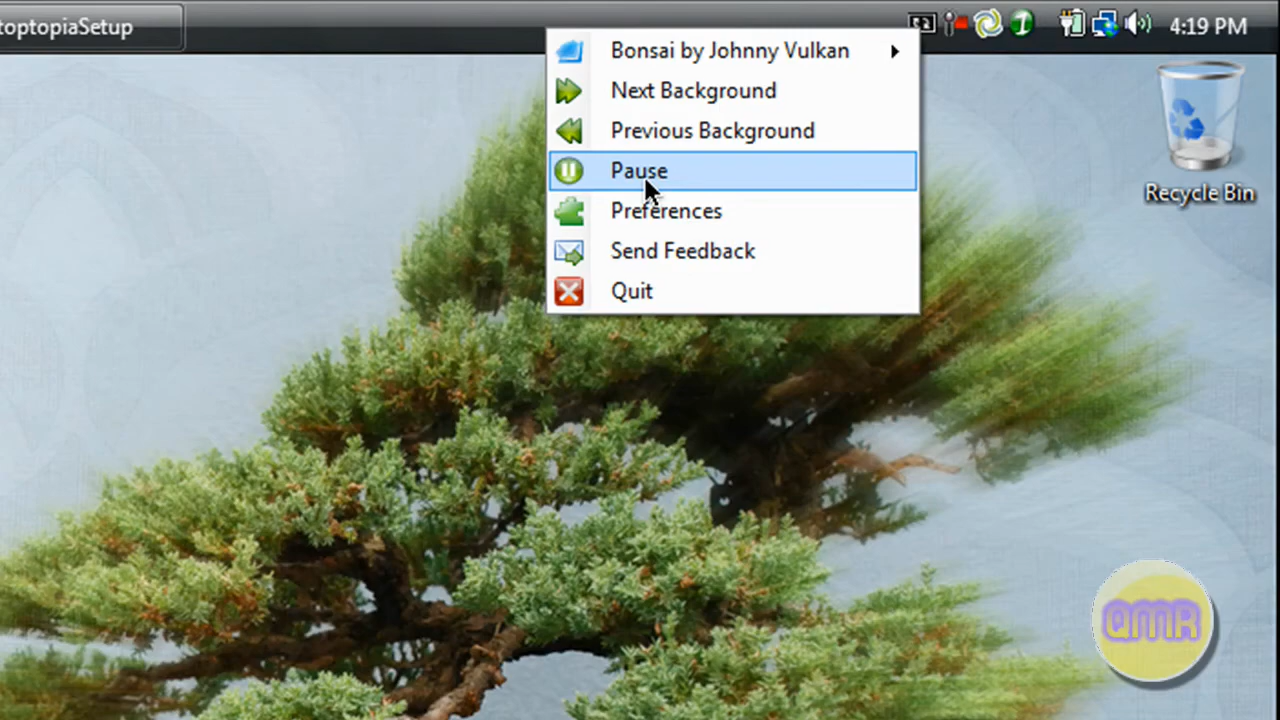 toptopiaSetup
4:19 PM
Bonsai by Johnny Vulkan
Next Background
Previous Background
Pause
Preferences
Send Feedback
Quit
Recycle Bin
QMR